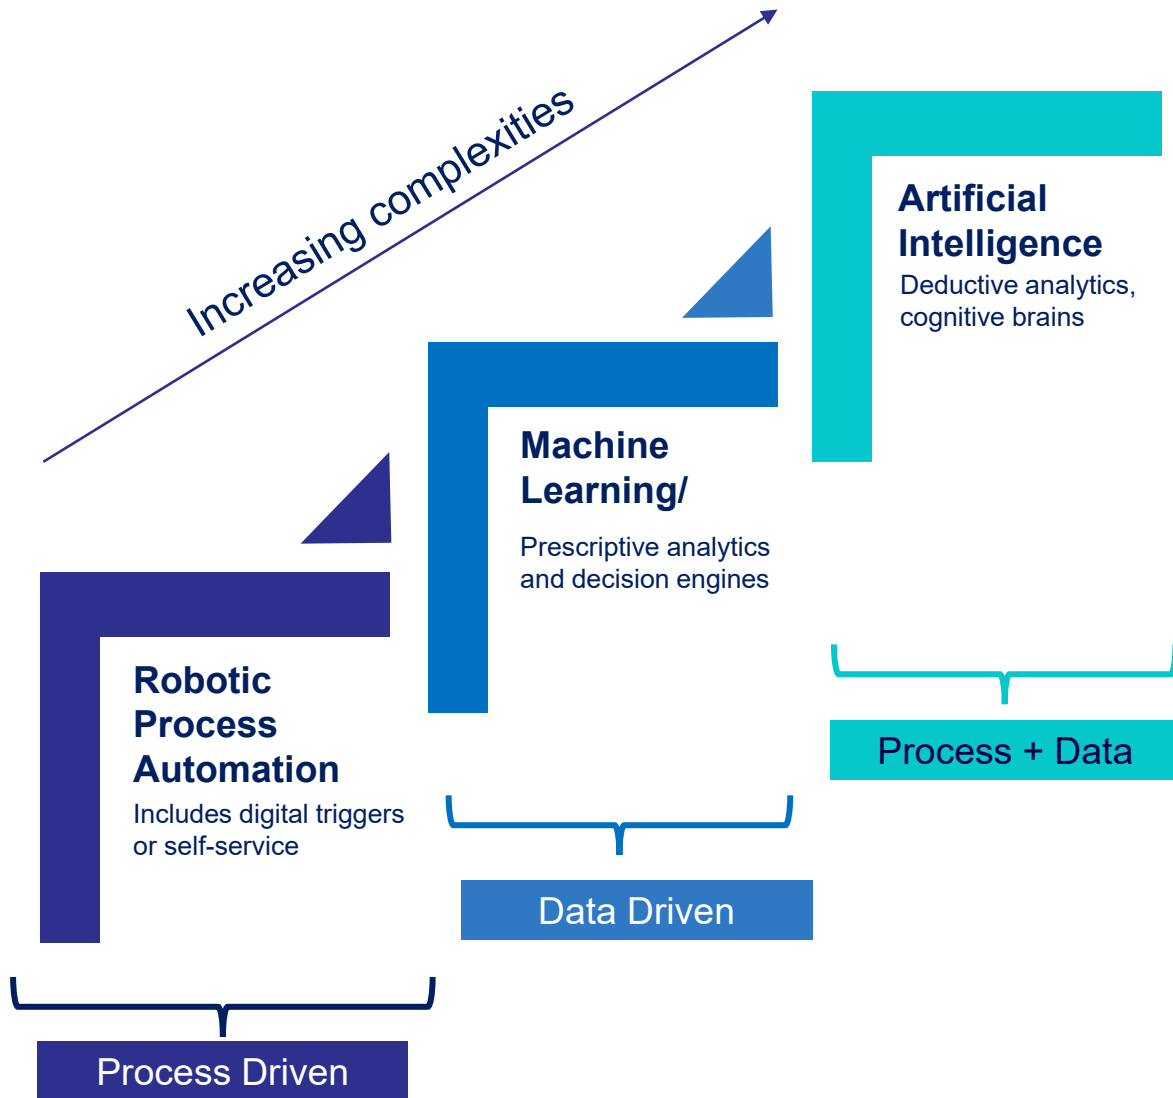 Increasing complexities
Artificial
Intelligence
Deductive analytics,
cognitive brains
Machine
Learning/
Prescriptive analytics
and decision engines
Robotic
Process
Automation
Includes digital triggers
or self-service
Process + Data
Data Driven
Process Driven